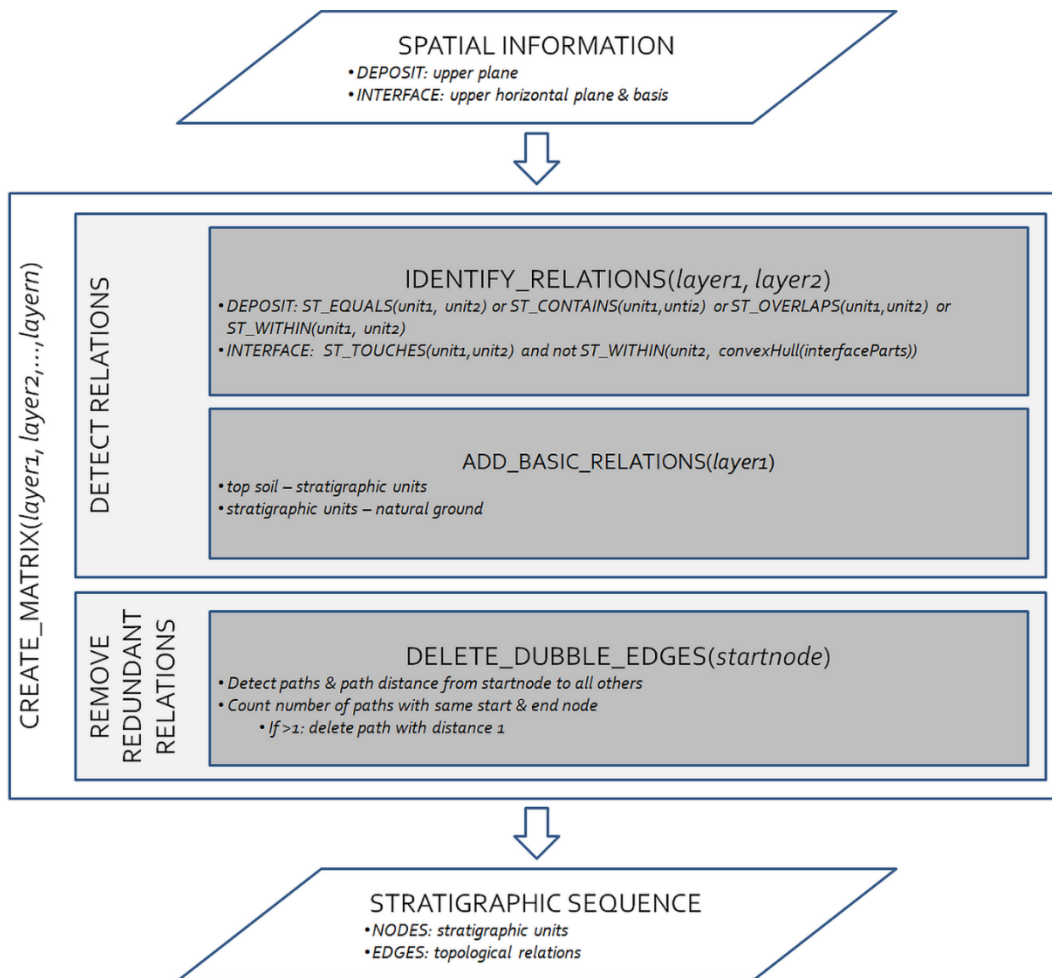 SPATIAL INFORMATION
• DEPOSIT: upper plane
• INTERFACE: upper horizontal plane & basis
CREATE_MATRIX(layer1, layer2,...,layern)
DETECT RELATIONS
IDENTIFY_RELATIONS(layer1, layer2)
• DEPOSIT: ST_EQUALS(unit1, unit2) or ST_CONTAINS(unit1,unti2) or ST_OVERLAPS(unit1,unit2) or
ST_WITHIN(unit1, unit2)
• INTERFACE: ST_TOUCHES(unit1,unit2) and not ST_WITHIN(unit2, convexHull(interfaceParts))
ADD_BASIC_RELATIONS(layer1)
• top soil – stratigraphic units
• stratigraphic units – natural ground
REMOVE
REDUNDANT
RELATIONS
DELETE_DUBBLE_EDGES(startnode)
• Detect paths & path distance from startnode to all others
• Count number of paths with same start & end node
• If >1: delete path with distance 1
STRATIGRAPHIC SEQUENCE
• NODES: stratigraphic units
• EDGES: topological relations